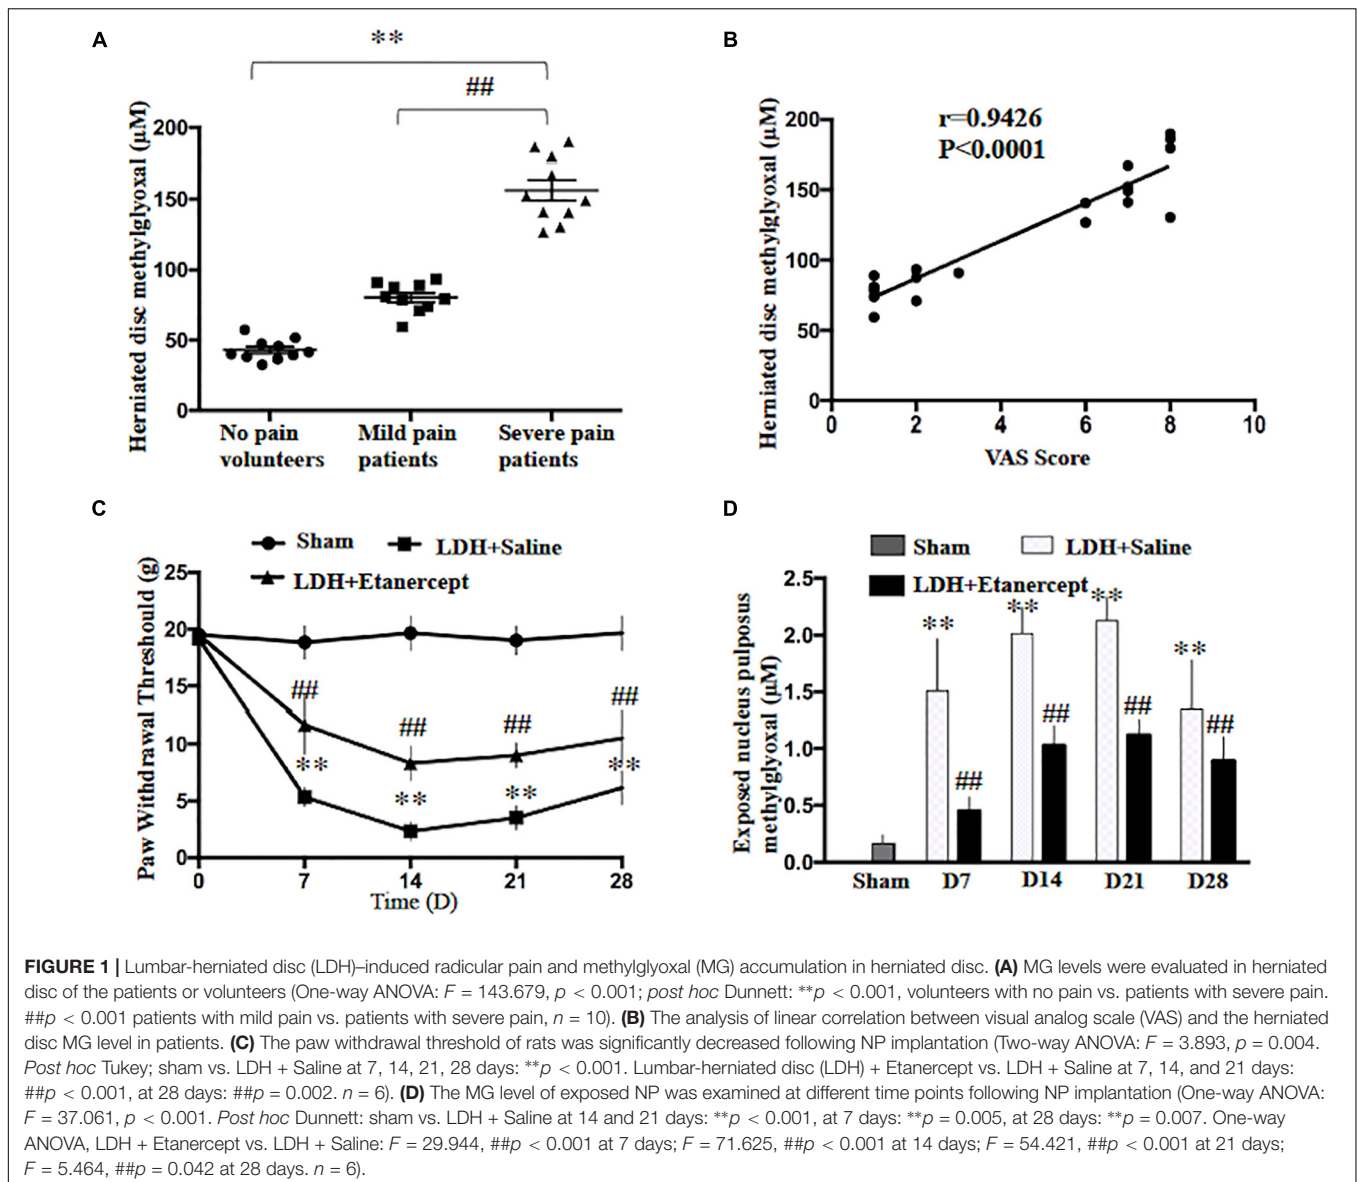 A
**
##
Herniated disc methylglyoxal (μM)
200
150
100
50
0
No pain
volunteers
Mild pain
patients
Severe pain
patients
B
r=0.9426
P<0.0001
Herniated disc methylglyoxal (μM)
200
150
100
50
0
0 2 4 6 8 10
VAS Score
C
Sham
LDH+Saline
LDH+Etanercept
Paw Withdrawal Threshould (g)
25
20
15
10
5
0
## ## ## ##
** ** ** **
0 7 14 21 28
Time (D)
D
Sham
LDH+Saline
LDH+Etanercept
Exposed nucleus pulposus
methylglyoxal (μM)
2.5
2.0
1.5
1.0
0.5
0.0
** ** ** **
## ## ## ##
Sham D7 D14 D21 D28
FIGURE 1 | Lumbar-herniated disc (LDH)–induced radicular pain and methylglyoxal (MG) accumulation in herniated disc. (A) MG levels were evaluated in herniated
disc of the patients or volunteers (One-way ANOVA: F = 143.679, p < 0.001; post hoc Dunnett: **p < 0.001, volunteers with no pain vs. patients with severe pain.
##p < 0.001 patients with mild pain vs. patients with severe pain, n = 10). (B) The analysis of linear correlation between visual analog scale (VAS) and the herniated
disc MG level in patients. (C) The paw withdrawal threshold of rats was significantly decreased following NP implantation (Two-way ANOVA: F = 3.893, p = 0.004.
Post hoc Tukey; sham vs. LDH + Saline at 7, 14, 21, 28 days: **p < 0.001. Lumbar-herniated disc (LDH) + Etanercept vs. LDH + Saline at 7, 14, and 21 days:
##p < 0.001, at 28 days: ##p = 0.002. n = 6). (D) The MG level of exposed NP was examined at different time points following NP implantation (One-way ANOVA:
F = 37.061, p < 0.001. Post hoc Dunnett: sham vs. LDH + Saline at 14 and 21 days: **p < 0.001, at 7 days: **p = 0.005, at 28 days: **p = 0.007. One-way
ANOVA, LDH + Etanercept vs. LDH + Saline: F = 29.944, ##p < 0.001 at 7 days; F = 71.625, ##p < 0.001 at 14 days; F = 54.421, ##p < 0.001 at 21 days;
F = 5.464, ##p = 0.042 at 28 days. n = 6).